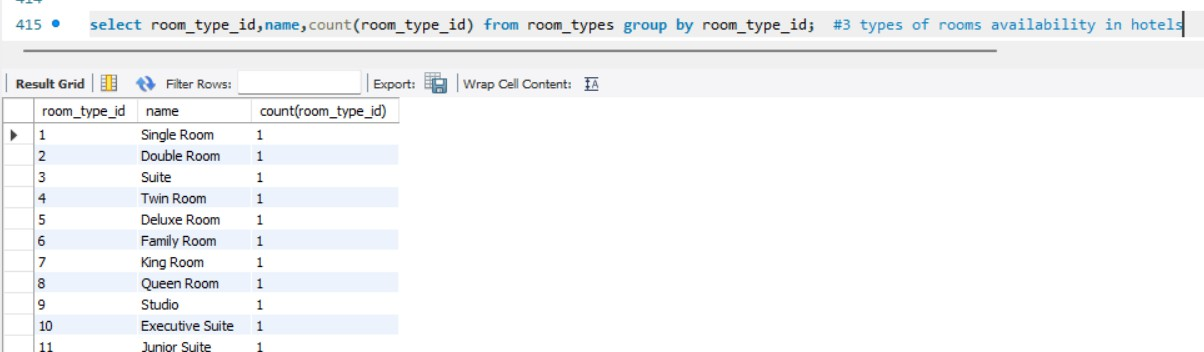 414
415 select room_type_id,name,count(room_type_id) from room_types group by room_type_id; #3 types of rooms availability in hotels
Result Grid Filter Rows: Export: Wrap Cell Content: IA
room_type_id name count(room_type_id)
1 Single Room 1
2 Double Room 1
3 Suite 1
4 Twin Room 1
5 Deluxe Room 1
6 Family Room 1
7 King Room 1
8 Queen Room 1
9 Studio 1
10 Executive Suite 1
11 Junior Suite 1